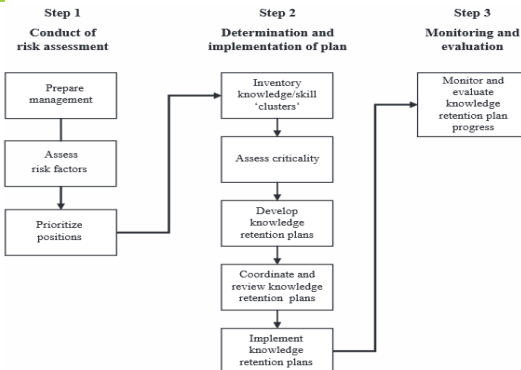 Step 1
Conduct of
risk assessment
Prepare
management
Assess
risk factors
Prioritize
positions
Step 2
Determination and
implementation of plan
Inventory
knowledge/skill
‘clusters’
Assess criticality
Develop
knowledge
retention plans
Coordinate and
review knowledge
retention plans
Implement
knowledge
retention plans
Step 3
Monitoring and
evaluation
Monitor and
evaluate
knowledge
retention plan
progress